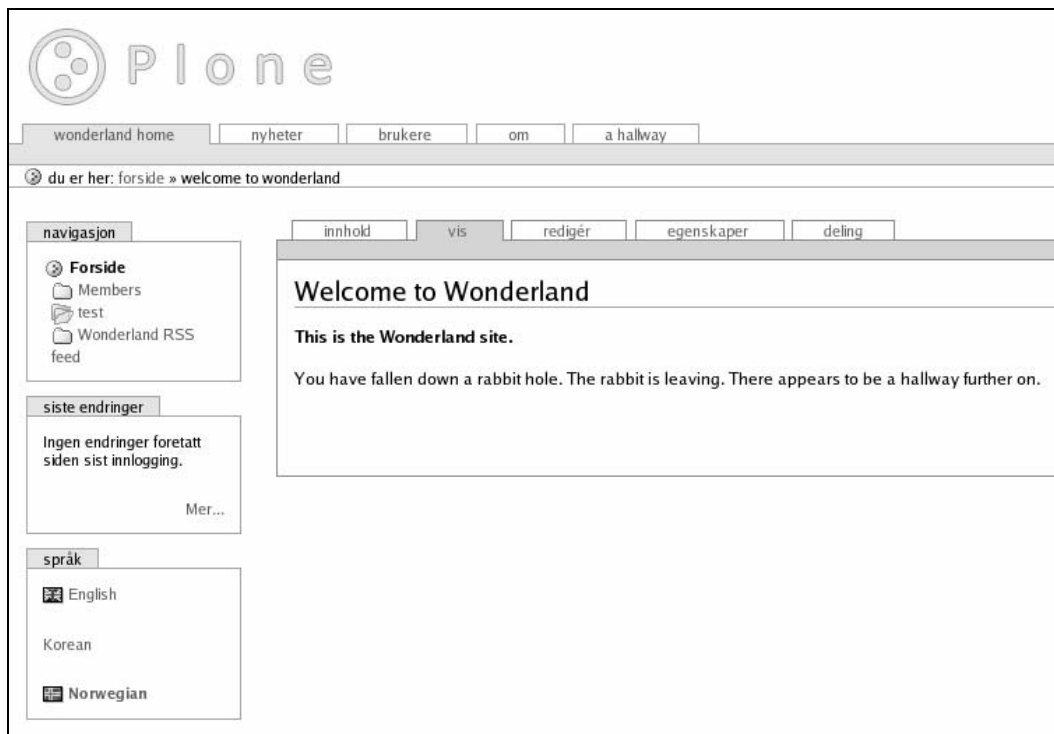 Plone
wonderland home nyheter brukere om a hallway
du er her: forside » welcome to wonderland
navigasjon
Forside
Members
test
Wonderland RSS
feed
siste endringer
Ingen endringer foretatt
siden sist innlogging.
Mer...
språk
English
Korean
Norwegian
innhold vis redigér egenskaper deling
Welcome to Wonderland
This is the Wonderland site.
You have fallen down a rabbit hole. The rabbit is leaving. There appears to be a hallway further on.